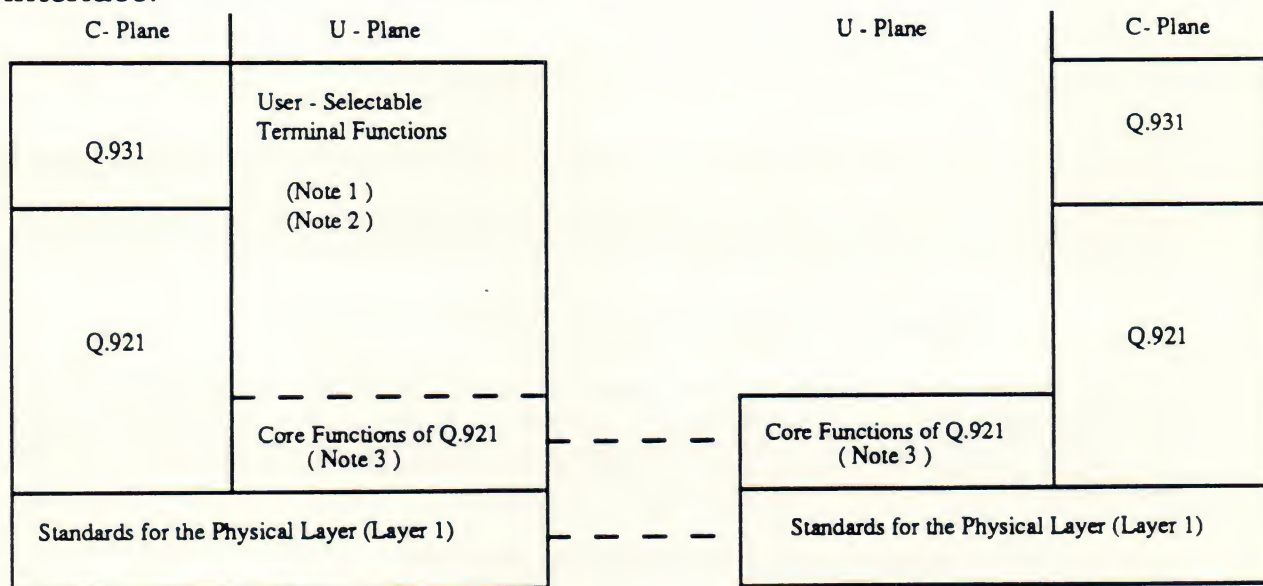 C- Plane
U - Plane
U - Plane
C- Plane
User - Selectable
Terminal Functions
(Note 1 )
(Note 2 )
Q.931
Q.921
Core Functions of Q.921
( Note 3 )
Standards for the Physical Layer (Layer 1)
Q.931
Q.921
Core Functions of Q.921
( Note 3 )
Standards for the Physical Layer (Layer 1)